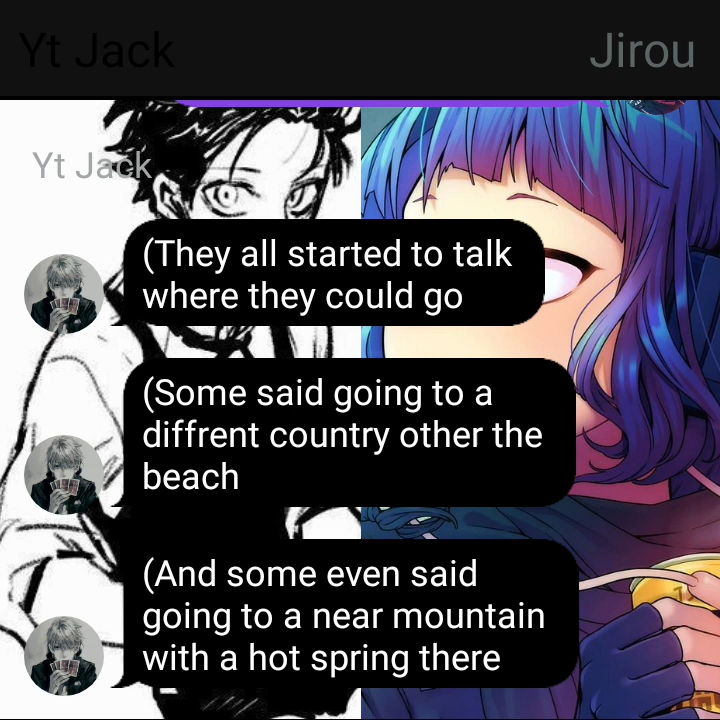 Yt Jack
Jirou
Yt Jack
(They all started to talk
where they could go
(Some said going to a
diffrent country other the
beach
(And some even said
going to a near mountain
with a hot spring there